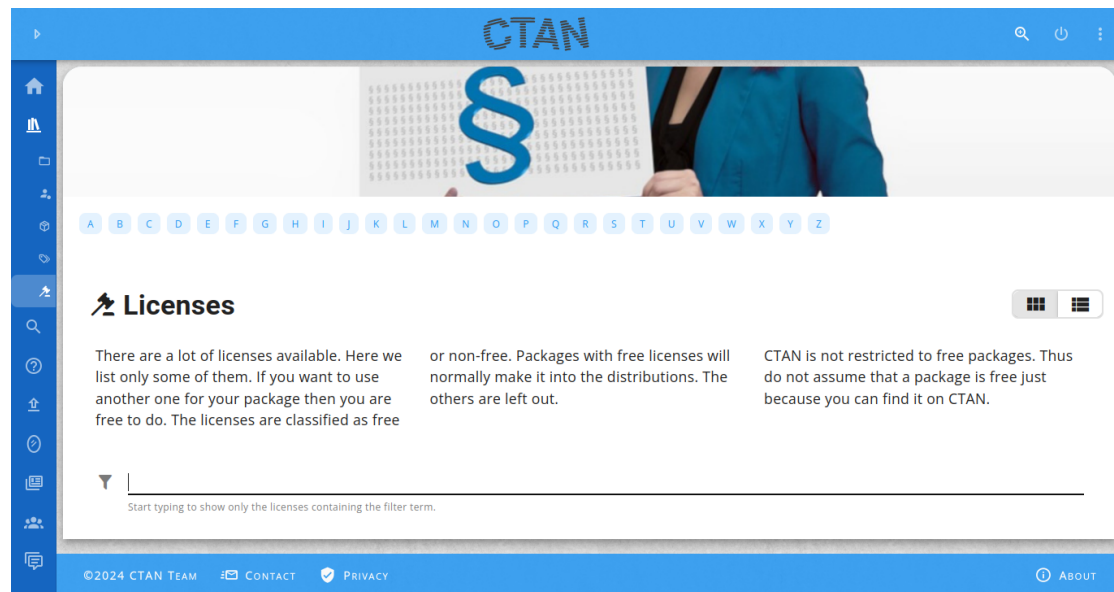 CTAN
§
A B C D E F G H I J K L M N O P Q R S T U V W X Y Z
Licenses
There are a lot of licenses available. Here we
list only some of them. If you want to use
another one for your package then you are
free to do. The licenses are classified as free
or non-free. Packages with free licenses will
normally make it into the distributions. The
others are left out.
CTAN is not restricted to free packages. Thus
do not assume that a package is free just
because you can find it on CTAN.
Start typing to show only the licenses containing the filter term.
©2024 CTAN Team Contact Privacy About